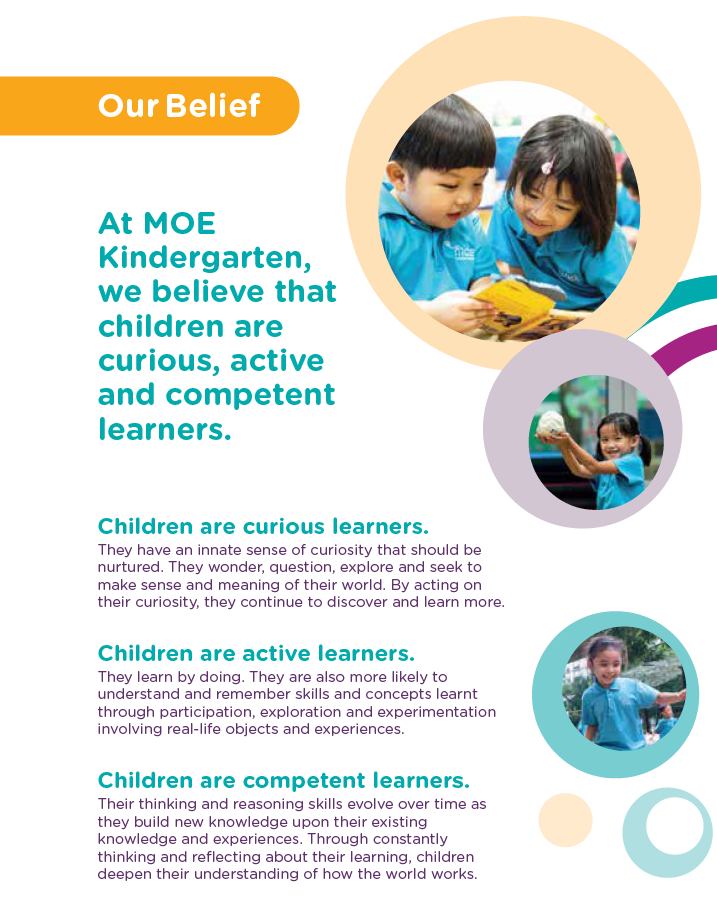 Our Belief
At MOE
Kindergarten,
we believe that
children are
curious, active
and competent
learners.
Children are curious learners.
They have an innate sense of curiosity that should be
nurtured. They wonder, question, explore and seek to
make sense and meaning of their world. By acting on
their curiosity, they continue to discover and learn more.
Children are active learners.
They learn by doing. They are also more likely to
understand and remember skills and concepts learnt
through participation, exploration and experimentation
involving real-life objects and experiences.
Children are competent learners.
Their thinking and reasoning skills evolve over time as
they build new knowledge upon their existing
knowledge and experiences. Through constantly
thinking and reflecting about their learning, children
deepen their understanding of how the world works.